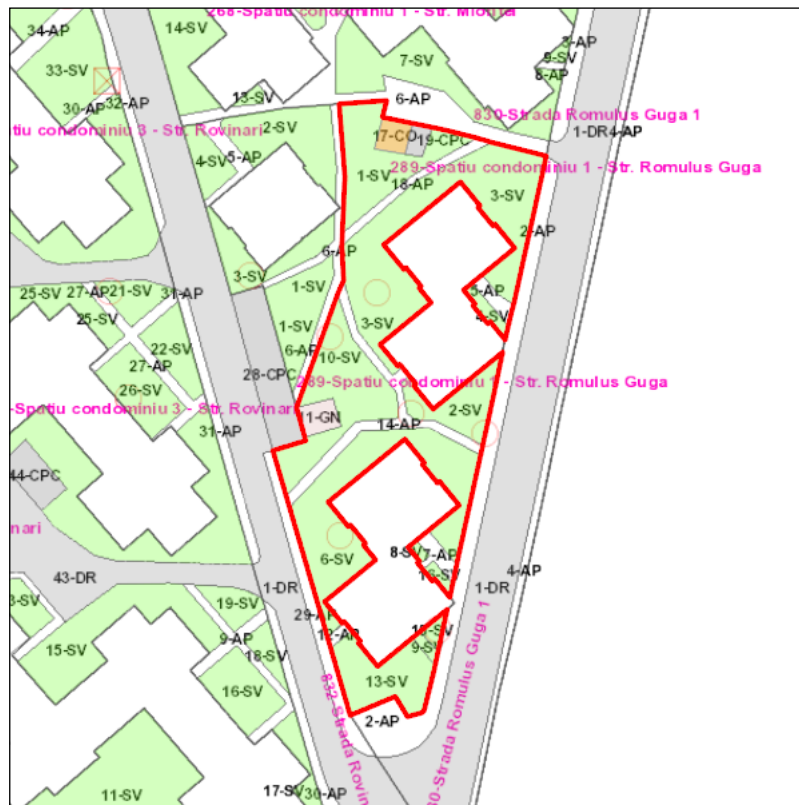 268-Spatiu condominiu 1 - Str. Miorita
34-AP
14-SV
3-AP
9-SV
7-SV
8-AP
33-SV
30-AP
32-AP
13-SV
6-AP
830-Strada Romulus Guga 1
condominiu 3 - Str. Rovinari
2-SV
17-CO
19-CPC
1-DR
4-AP
4-SV
5-AP
289-Spatiu condominiu 1 - Str. Romulus Guga
1-SV
18-AP
3-SV
2-AP
6-AP
3-SV
25-SV
27-AP
21-SV
31-AP
1-SV
5-AP
4-SV
25-SV
1-SV
3-SV
22-SV
6-AP
10-SV
27-AP
28-CPC
289-Spatiu condominiu 1 - Str. Romulus Guga
26-SV
-Spatiu condominiu 3 - Str. Rovinari
11-GN
2-SV
31-AP
14-AP
44-CPC
8-SV
7-AP
6-SV
16-SV
4-AP
43-DR
1-DR
1-DR
19-SV
29-AP
9-AP
12-AP
15-SV
15-SV
18-SV
9-SV
16-SV
13-SV
2-AP
832-Strada Rovin
Strada Romulus Guga 1
11-SV
17-SV
30-AP